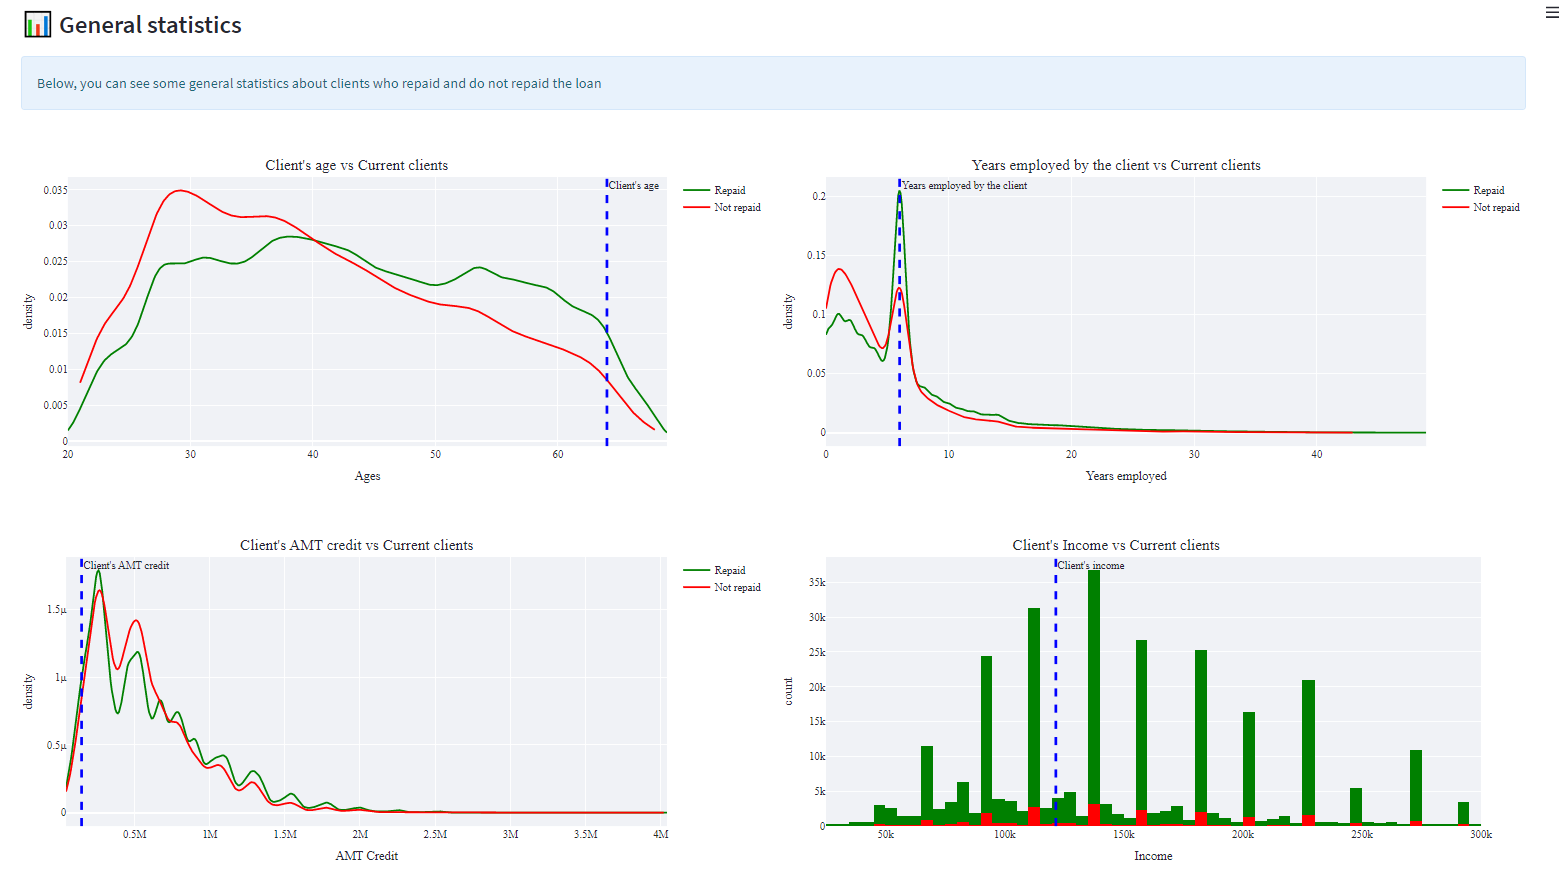 General statistics
Below, you can see some general statistics about clients who repaid and do not repaid the loan
Client's age vs Current clients
Client's age
Repaid
Not repaid
0.035
0.03
0.025
0.02
0.015
0.01
0.005
0
density
20 30 40 50 60
Ages
Years employed by the client vs Current clients
Years employed by the client
Repaid
Not repaid
0.2
0.15
0.1
0.05
0
density
0 10 20 30 40
Years employed
Client's AMT credit vs Current clients
Client's AMT credit
Repaid
Not repaid
1.5μ
1μ
0.5μ
0
density
0.5M 1M 1.5M 2M 2.5M 3M 3.5M 4M
AMT Credit
Client's Income vs Current clients
Client's income
35k
30k
25k
20k
15k
10k
5k
0
count
50k 100k 150k 200k 250k 300k
Income